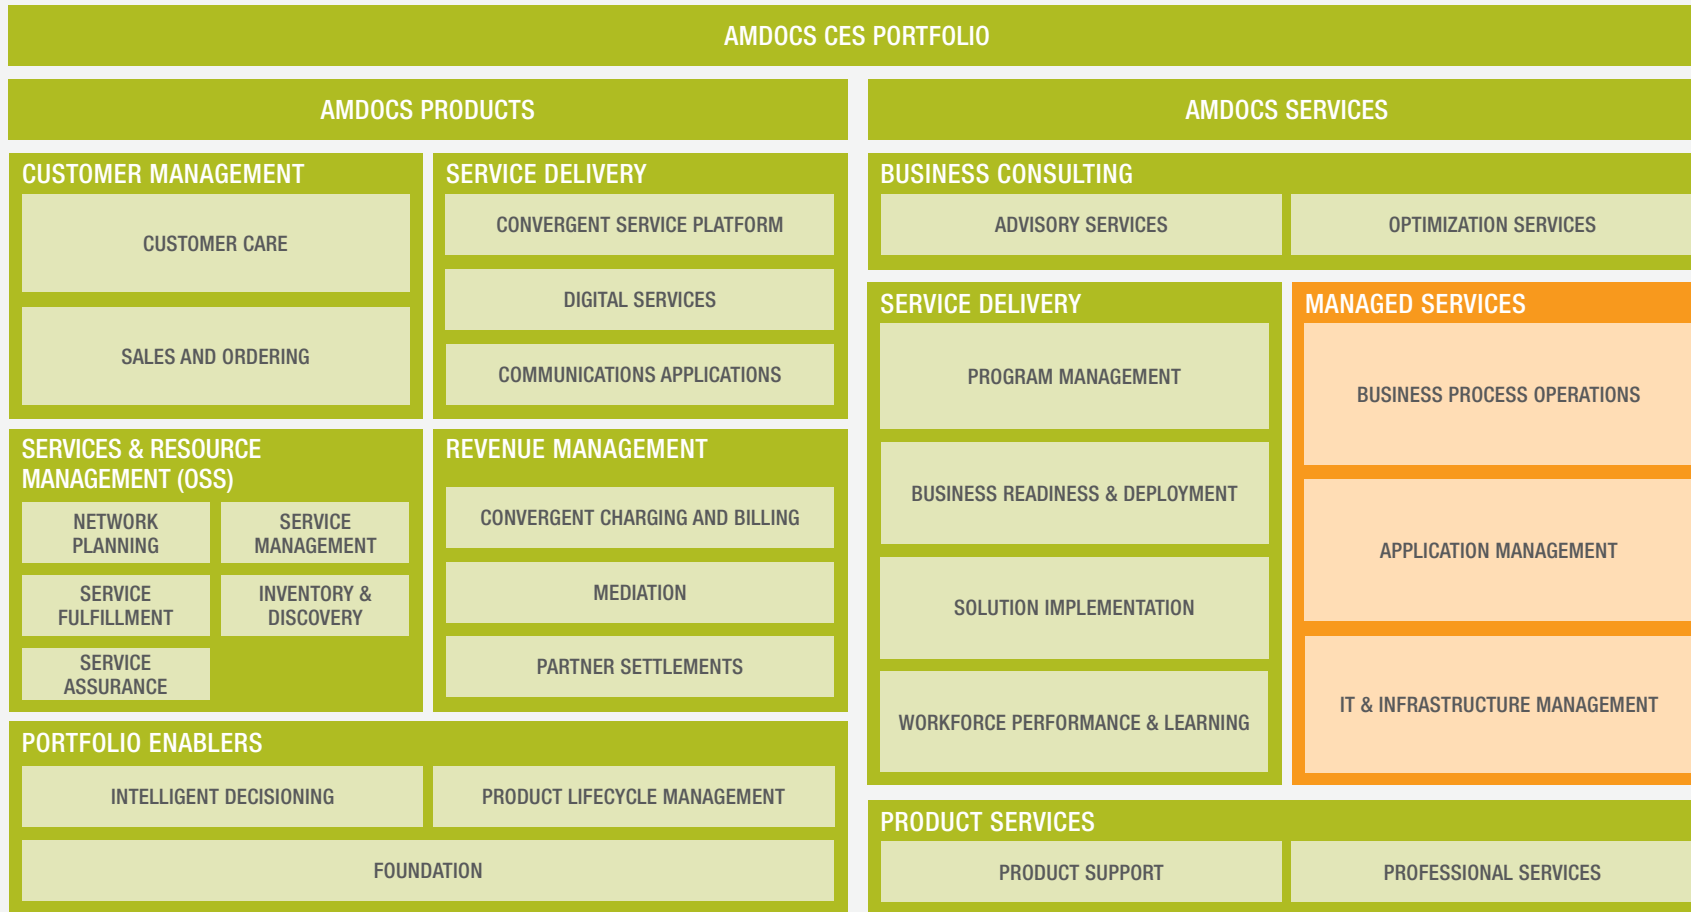 AMDOCS CES PORTFOLIO
AMDOCS PRODUCTS
CUSTOMER MANAGEMENT
CUSTOMER CARE
SALES AND ORDERING
SERVICE DELIVERY
CONVERGENT SERVICE PLATFORM
DIGITAL SERVICES
COMMUNICATIONS APPLICATIONS
SERVICES & RESOURCE
MANAGEMENT (OSS)
NETWORK
PLANNING
SERVICE
MANAGEMENT
SERVICE
FULFILLMENT
INVENTORY &
DISCOVERY
SERVICE
ASSURANCE
REVENUE MANAGEMENT
CONVERGENT CHARGING AND BILLING
MEDIATION
PARTNER SETTLEMENTS
PORTFOLIO ENABLERS
INTELLIGENT DECISIONING
PRODUCT LIFECYCLE MANAGEMENT
FOUNDATION
AMDOCS SERVICES
BUSINESS CONSULTING
ADVISORY SERVICES
OPTIMIZATION SERVICES
SERVICE DELIVERY
PROGRAM MANAGEMENT
BUSINESS READINESS & DEPLOYMENT
SOLUTION IMPLEMENTATION
WORKFORCE PERFORMANCE & LEARNING
MANAGED SERVICES
BUSINESS PROCESS OPERATIONS
APPLICATION MANAGEMENT
IT & INFRASTRUCTURE MANAGEMENT
PRODUCT SERVICES
PRODUCT SUPPORT
PROFESSIONAL SERVICES